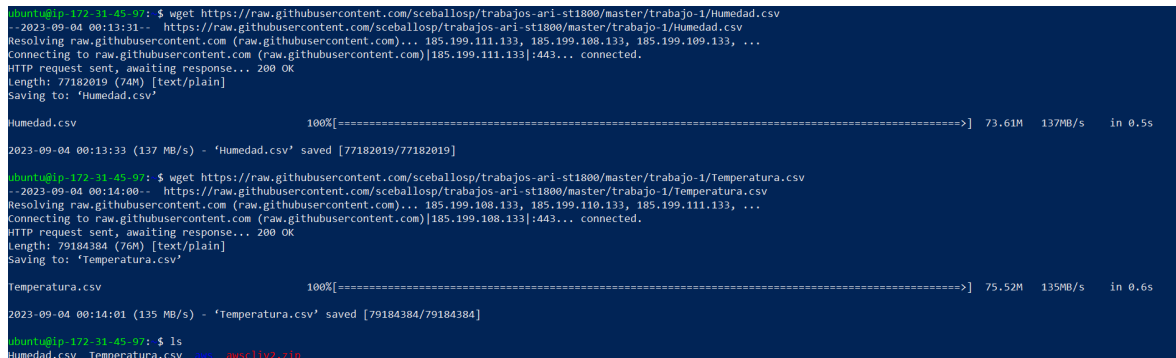 ubuntu@ip-172-31-45-97: $ wget https://raw.githubusercontent.com/sceballosp/trabajos-ari-st1800/master/trabajo-1/Humedad.csv
--2023-09-04 00:13:31--  https://raw.githubusercontent.com/sceballosp/trabajos-ari-st1800/master/trabajo-1/Humedad.csv
Resolving raw.githubusercontent.com (raw.githubusercontent.com)... 185.199.111.133, 185.199.108.133, 185.199.109.133, ...
Connecting to raw.githubusercontent.com (raw.githubusercontent.com)|185.199.111.133|:443... connected.
HTTP request sent, awaiting response... 200 OK
Length: 77182019 (74M) [text/plain]
Saving to: ‘Humedad.csv’
Humedad.csv 100%[===================================================================================================>] 73.61M 137MB/s in 0.5s
2023-09-04 00:13:33 (137 MB/s) - ‘Humedad.csv’ saved [77182019/77182019]
ubuntu@ip-172-31-45-97: $ wget https://raw.githubusercontent.com/sceballosp/trabajos-ari-st1800/master/trabajo-1/Temperatura.csv
--2023-09-04 00:14:00--  https://raw.githubusercontent.com/sceballosp/trabajos-ari-st1800/master/trabajo-1/Temperatura.csv
Resolving raw.githubusercontent.com (raw.githubusercontent.com)... 185.199.108.133, 185.199.110.133, 185.199.111.133, ...
Connecting to raw.githubusercontent.com (raw.githubusercontent.com)|185.199.108.133|:443... connected.
HTTP request sent, awaiting response... 200 OK
Length: 79184384 (76M) [text/plain]
Saving to: ‘Temperatura.csv’
Temperatura.csv 100%[===================================================================================================>] 75.52M 135MB/s in 0.6s
2023-09-04 00:14:01 (135 MB/s) - ‘Temperatura.csv’ saved [79184384/79184384]
ubuntu@ip-172-31-45-97: $ ls
Humedad.csv Temperatura.csv awscliv2.zip